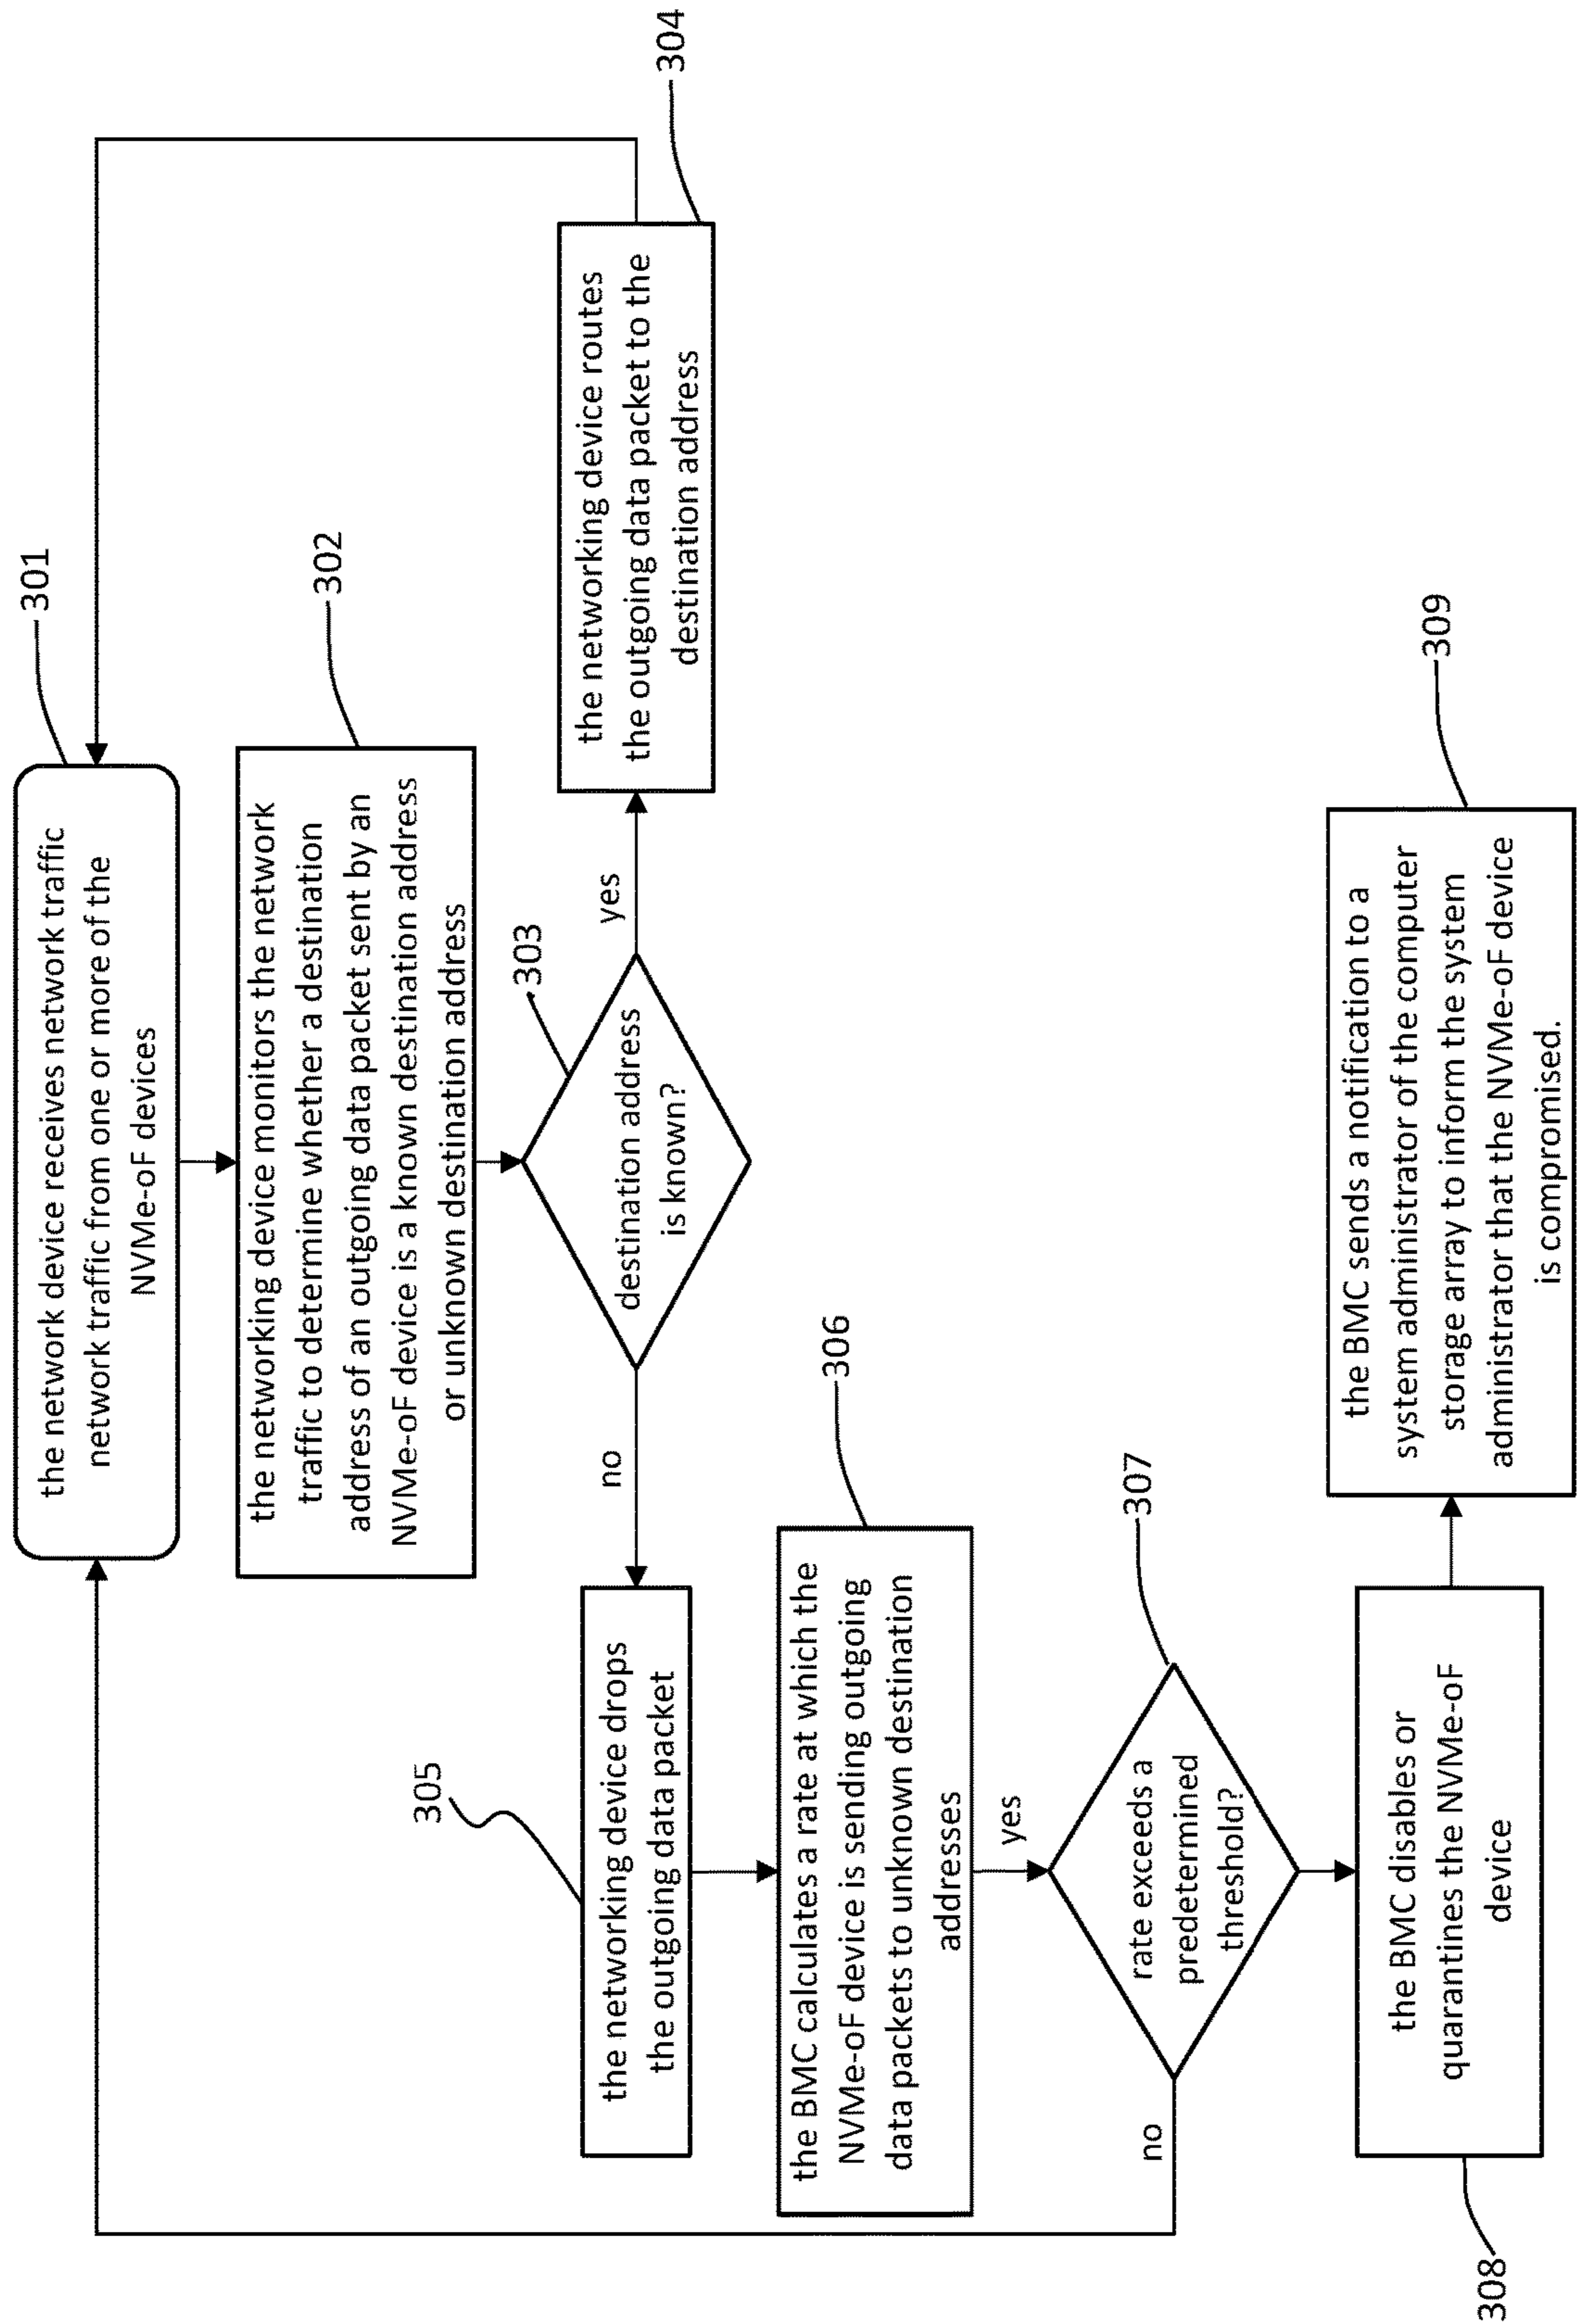 301
the network device receives network traffic
network traffic from one or more of the
NVMe-oF devices
302
the networking device monitors the network
traffic to determine whether a destination
address of an outgoing data packet sent by an
NVMe-oF device is a known destination address
or unknown destination address
303
destination address
is known?
yes
no
304
the networking device routes
the outgoing data packet to the
destination address
305
the networking device drops
the outgoing data packet
306
the BMC calculates a rate at which the
NVMe-oF device is sending outgoing
data packets to unknown destination
addresses
yes
307
rate exceeds a
predetermined
threshold?
no
308
the BMC disables or
quarantines the NVMe-oF
device
309
the BMC sends a notification to a
system administrator of the computer
storage array to inform the system
administrator that the NVMe-oF device
is compromised.